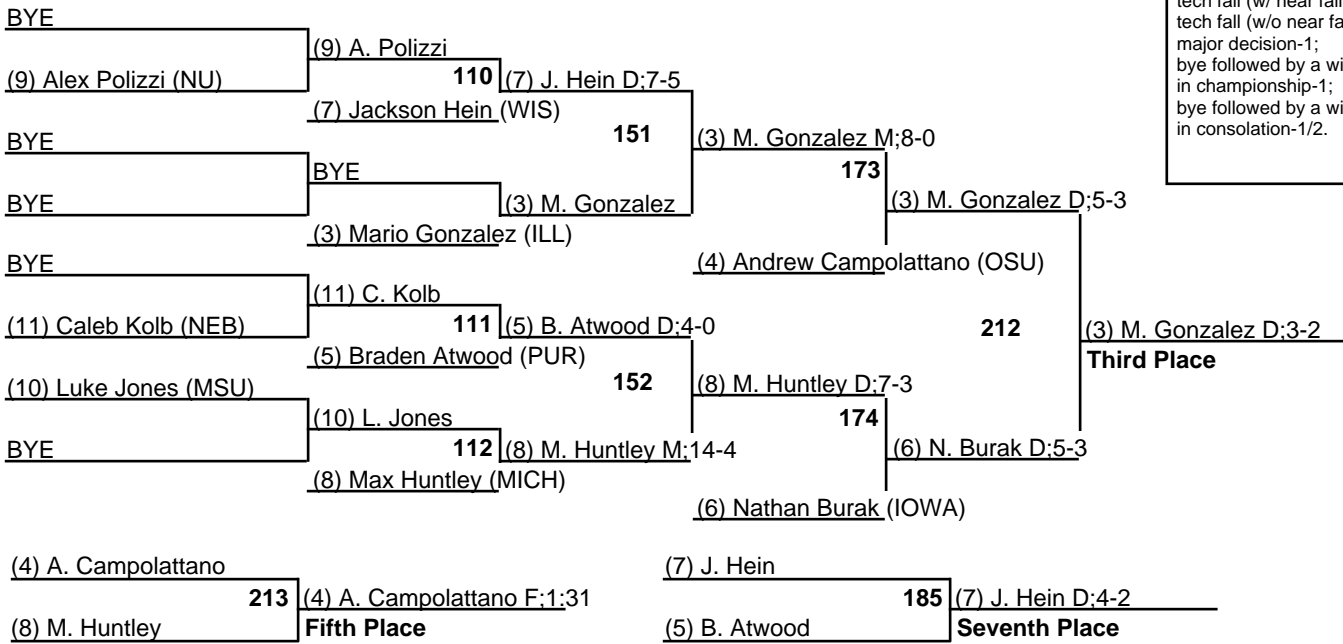 tech fall (w/ near fall
tech fall (w/o near fa
major decision-1;
bye followed by a wi
in championship-1;
bye followed by a wi
in consolation-1/2.
BYE
(9) A. Polizzi
(9) Alex Polizzi (NU)
110 (7) J. Hein D;7-5
(7) Jackson Hein (WIS)
151
BYE
(3) M. Gonzalez M;8-0
BYE
173
BYE
(3) M. Gonzalez
(3) M. Gonzalez D;5-3
(3) Mario Gonzalez (ILL)
BYE
(4) Andrew Campolattano (OSU)
(11) C. Kolb
(11) Caleb Kolb (NEB)
111 (5) B. Atwood D;4-0
212
(3) M. Gonzalez D;3-2
(5) Braden Atwood (PUR)
Third Place
152
(10) Luke Jones (MSU)
(8) M. Huntley D;7-3
(10) L. Jones
174
BYE
112 (8) M. Huntley M;14-4
(6) N. Burak D;5-3
(8) Max Huntley (MICH)
(6) Nathan Burak (IOWA)
(4) A. Campolattano
213 (4) A. Campolattano F;1:31
(8) M. Huntley
Fifth Place
(7) J. Hein
185 (7) J. Hein D;4-2
(5) B. Atwood
Seventh Place